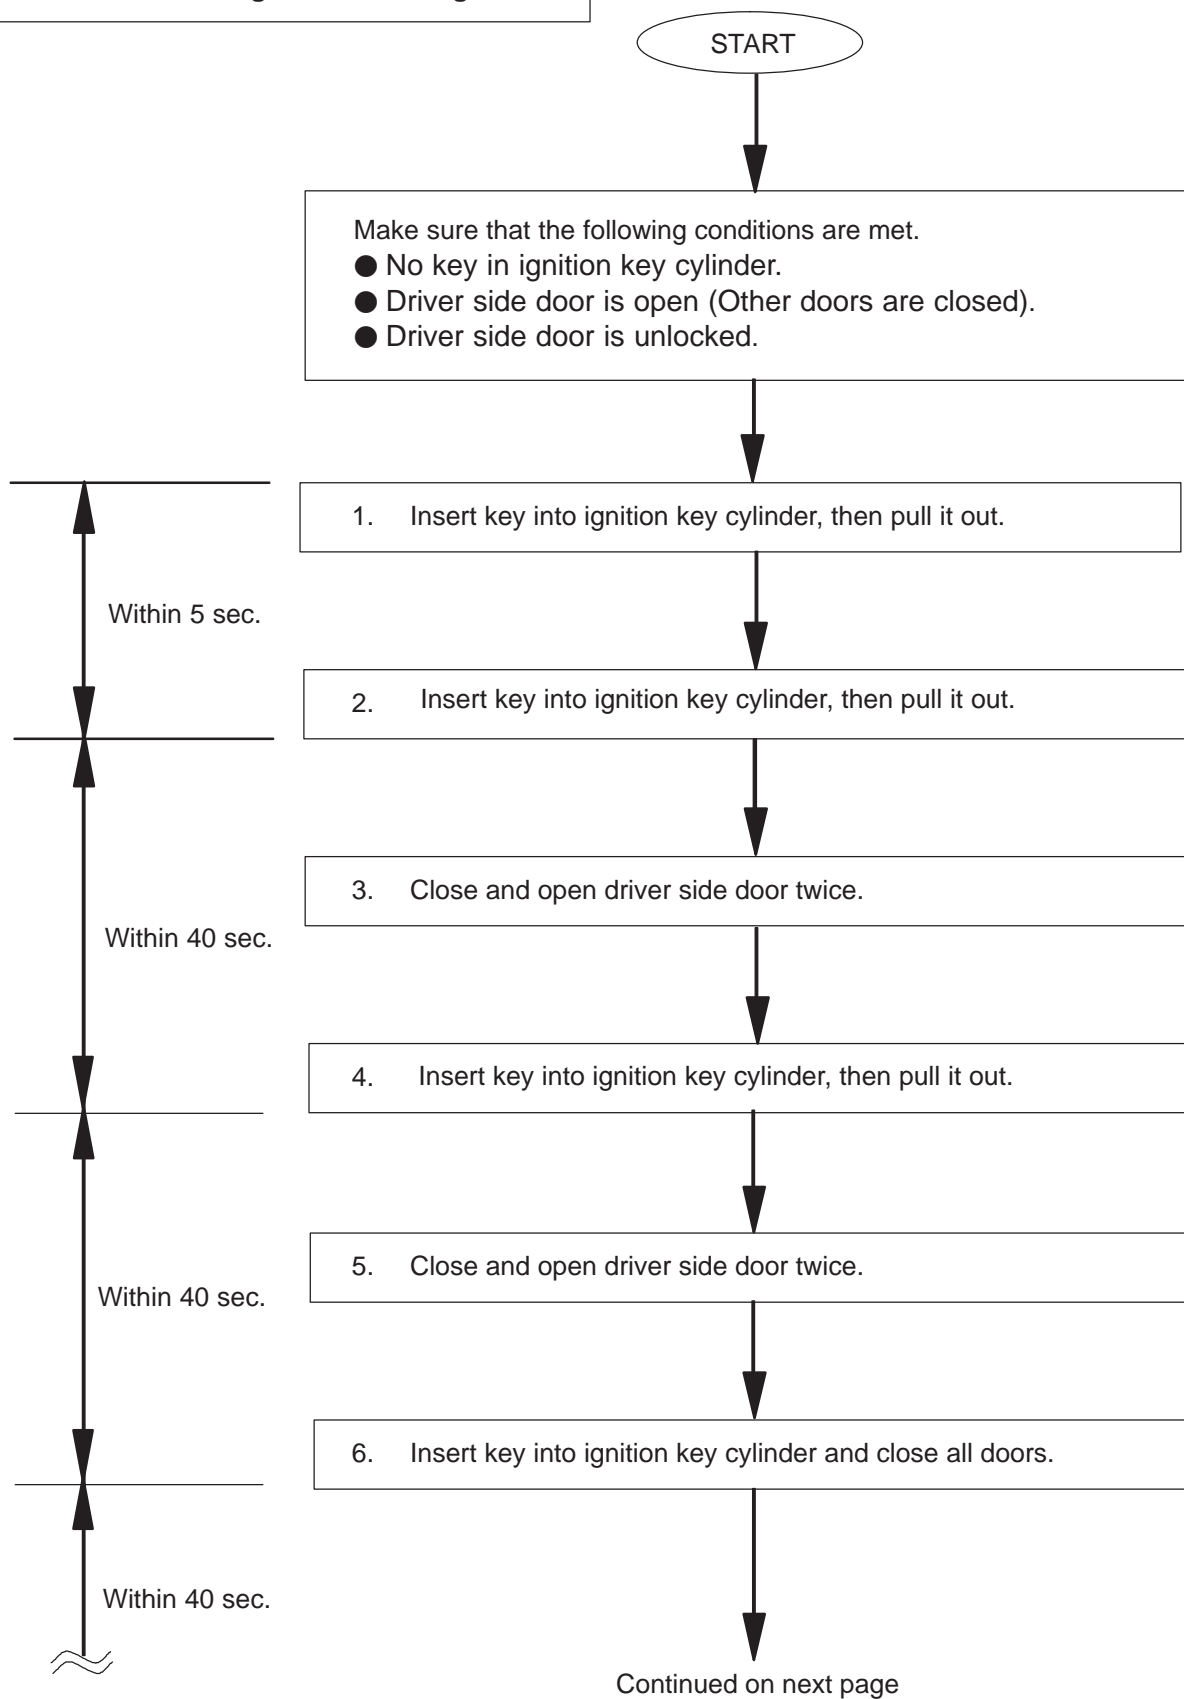 START
Make sure that the following conditions are met.
● No key in ignition key cylinder.
● Driver side door is open (Other doors are closed).
● Driver side door is unlocked.
1. Insert key into ignition key cylinder, then pull it out.
Within 5 sec.
2. Insert key into ignition key cylinder, then pull it out.
3. Close and open driver side door twice.
Within 40 sec.
4. Insert key into ignition key cylinder, then pull it out.
5. Close and open driver side door twice.
Within 40 sec.
6. Insert key into ignition key cylinder and close all doors.
Within 40 sec.
Continued on next page